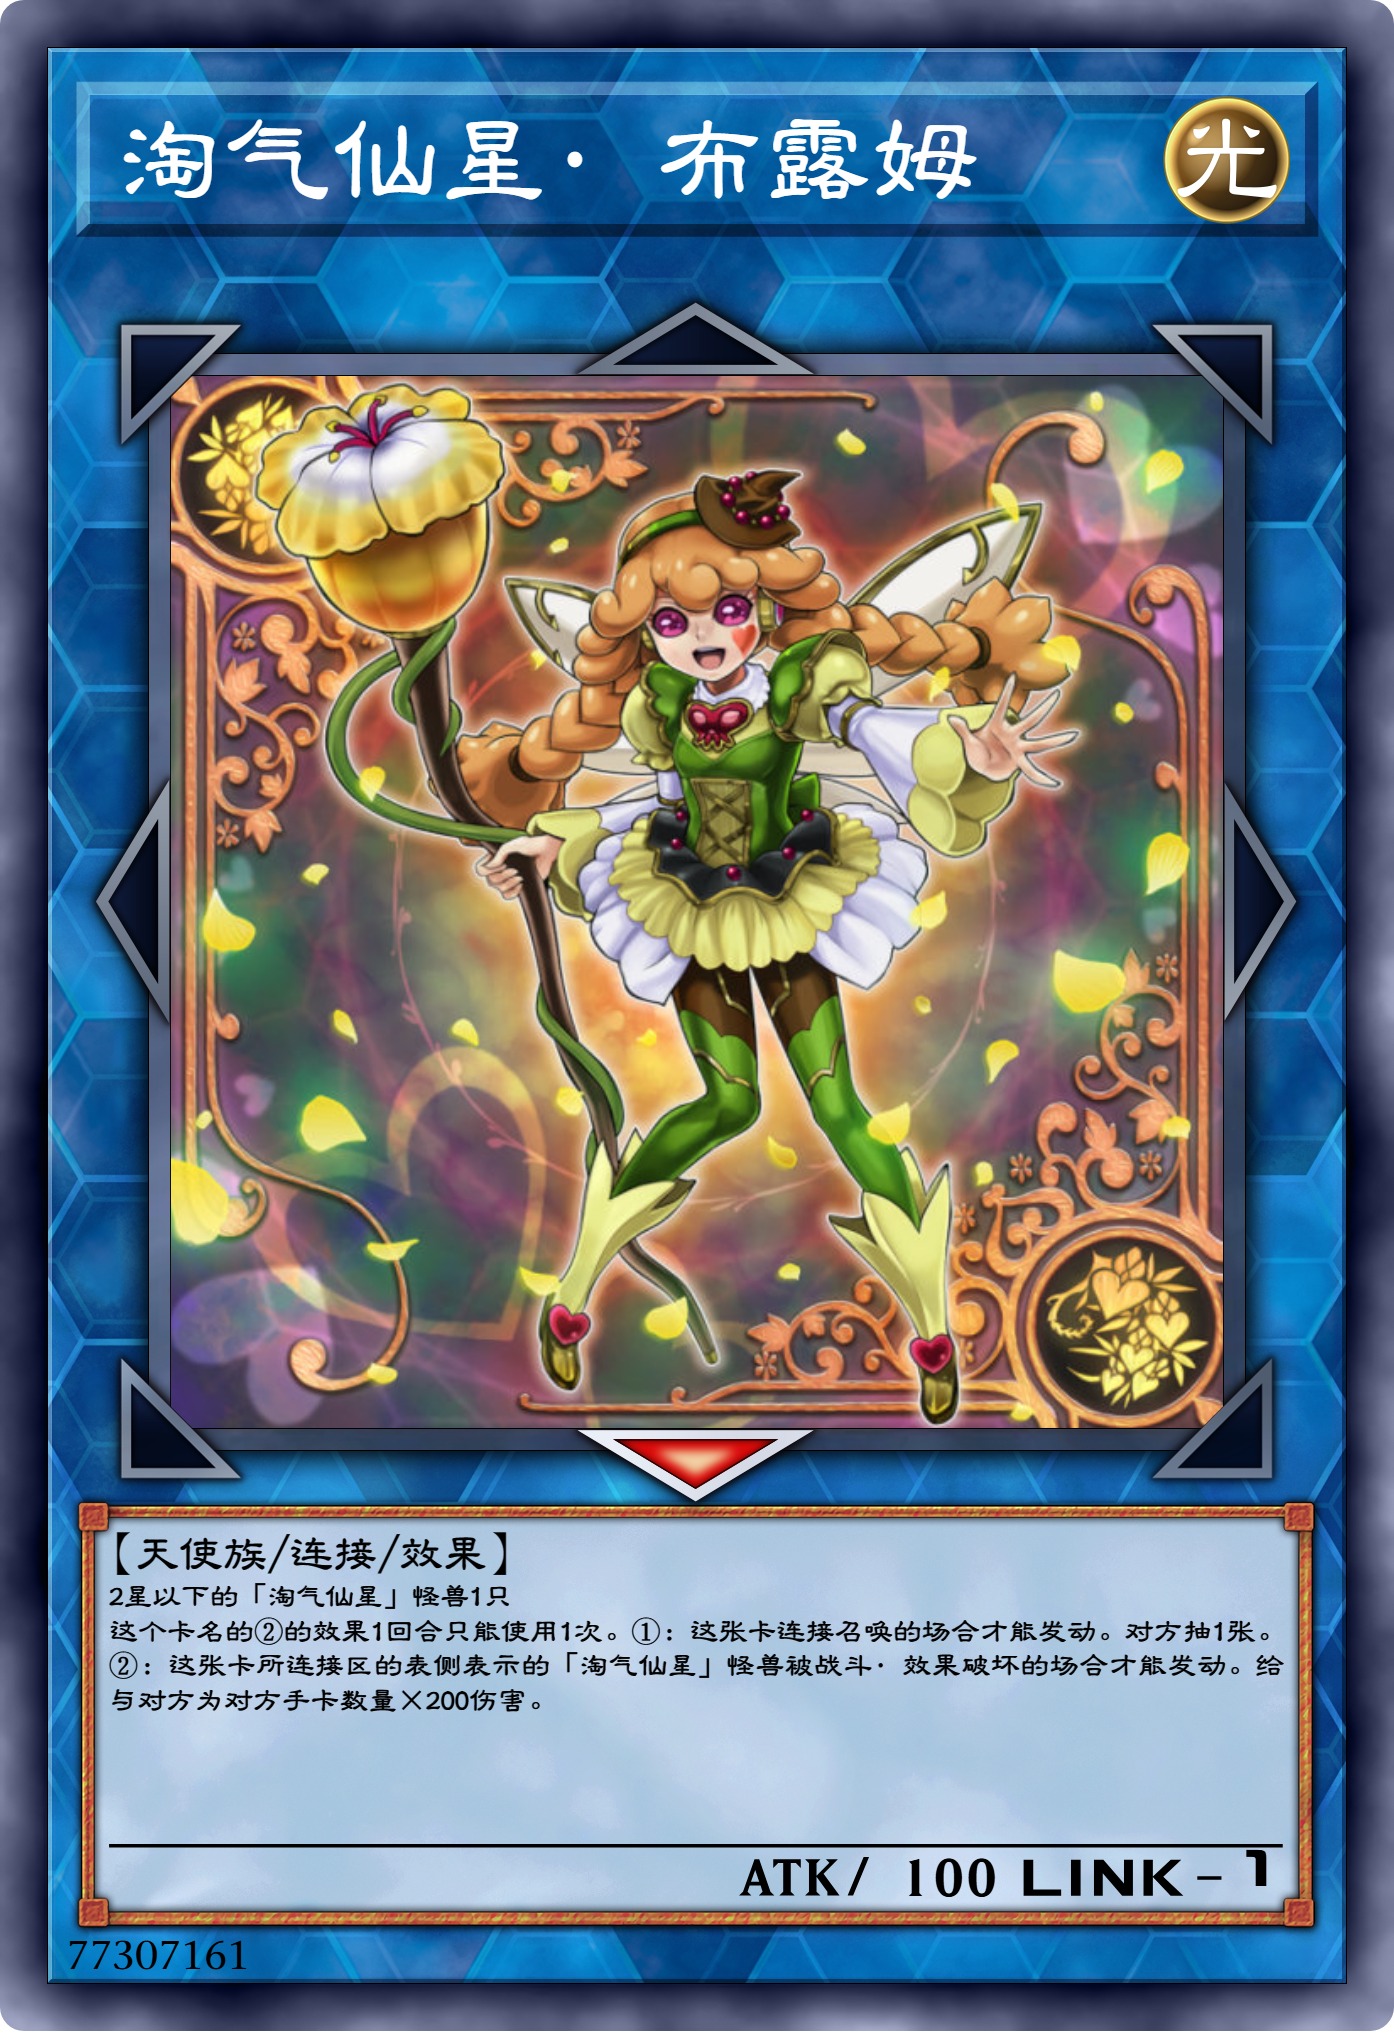 淘气仙星·布露姆
光
【天使族/连接/效果】
2星以下的「淘气仙星」怪兽1只
这个卡名的②的效果1回合只能使用1次。①：这张卡连接召唤的场合才能发动。对方抽1张。
②：这张卡所连接区的表侧表示的「淘气仙星」怪兽被战斗·效果破坏的场合才能发动。给
与对方为对方手卡数量×200伤害。
ATK/ 100 LINK-1
77307161